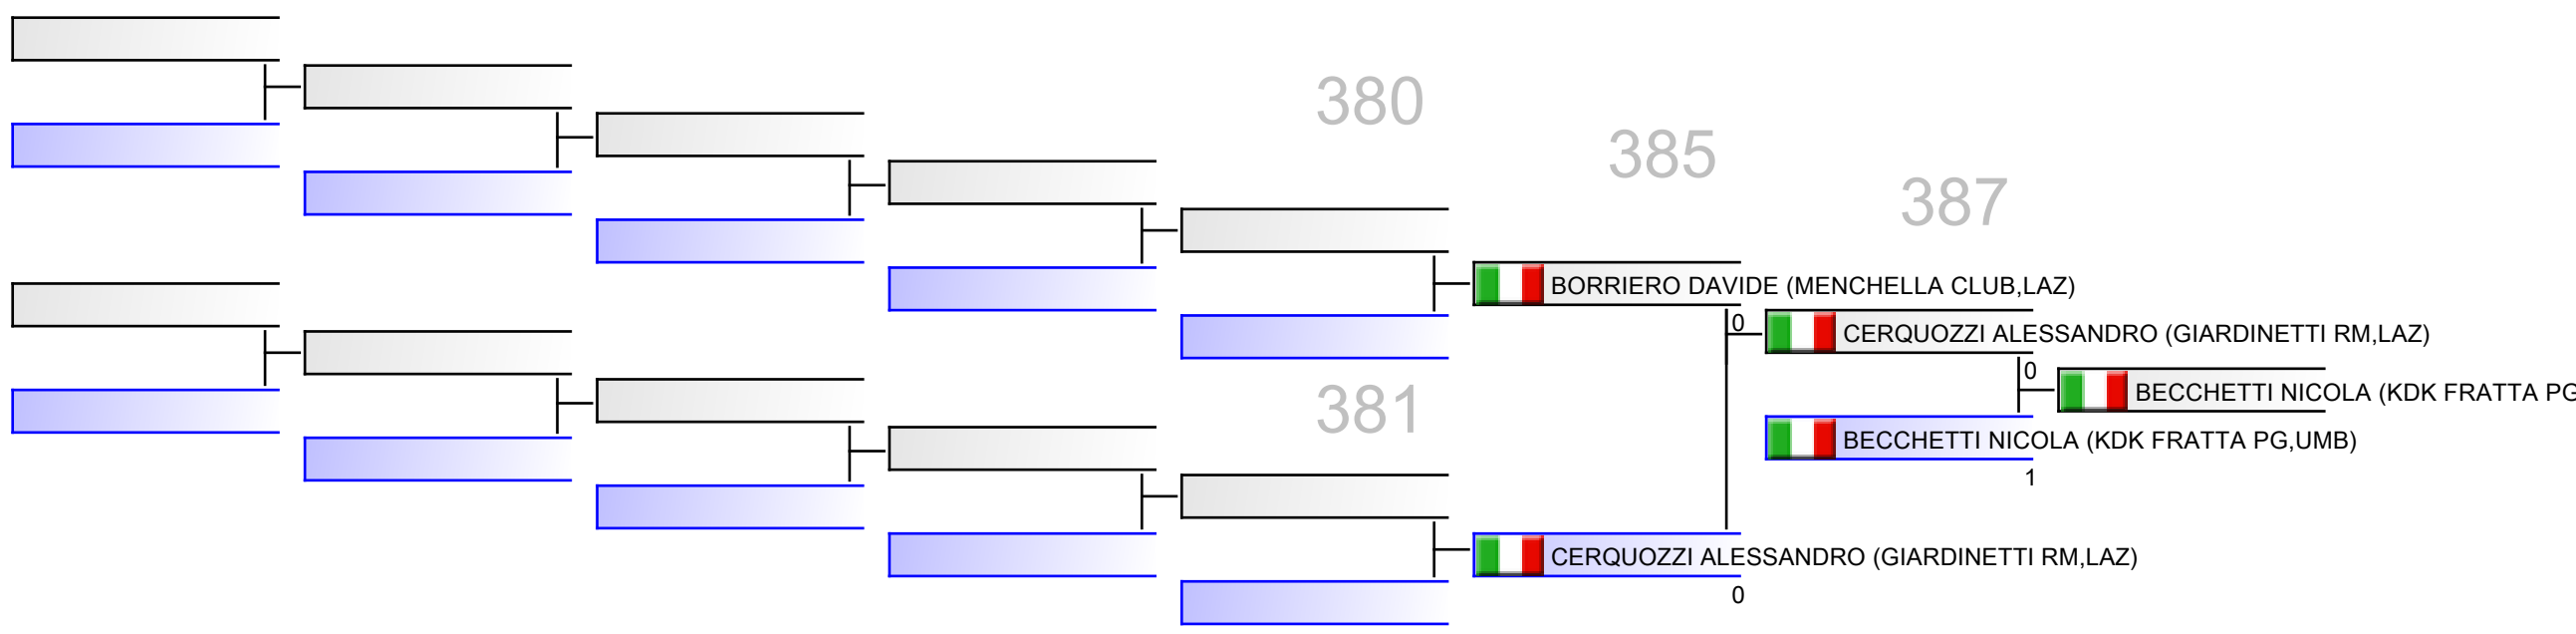 380
385
387
BORRIERO DAVIDE (MENCHELLA CLUB,LAZ)
0
CERQUOZZI ALESSANDRO (GIARDINETTI RM,LAZ)
0
BECCHETTI NICOLA (KDK FRATTA PG
381
BECCHETTI NICOLA (KDK FRATTA PG,UMB)
1
CERQUOZZI ALESSANDRO (GIARDINETTI RM,LAZ)
0